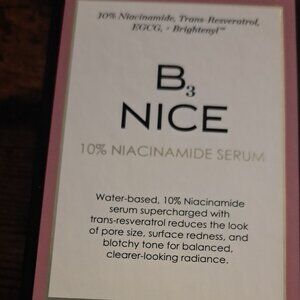 10% Niacinamide, Trans-Resveratrol,
EGCG, + Brightenyl™
B3
NICE
10% NIACINAMIDE SERUM
Water-based, 10% Niacinamide
serum supercharged with
trans-resveratrol reduces the look
of pore size, surface redness, and
blotchy tone for balanced,
clearer-looking radiance.